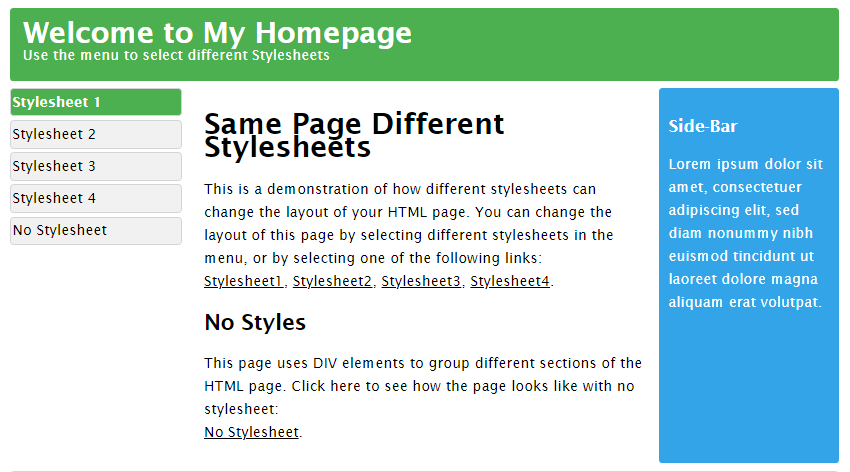 Welcome to My Homepage
Use the menu to select different Stylesheets
Stylesheet 1
Stylesheet 2
Stylesheet 3
Stylesheet 4
No Stylesheet
Same Page Different
Stylesheets
This is a demonstration of how different stylesheets can
change the layout of your HTML page. You can change the
layout of this page by selecting different stylesheets in the
menu, or by selecting one of the following links:
Stylesheet1, Stylesheet2, Stylesheet3, Stylesheet4.
No Styles
This page uses DIV elements to group different sections of the
HTML page. Click here to see how the page looks like with no
stylesheet:
No Stylesheet.
Side-Bar
Lorem ipsum dolor sit
amet, consectetuer
adipiscing elit, sed
diam nonummy nibh
euismod tincidunt ut
laoreet dolore magna
aliquam erat volutpat.